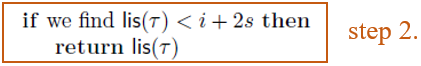 if we find lis(τ) < i + 2s then step 2.
return lis(τ)